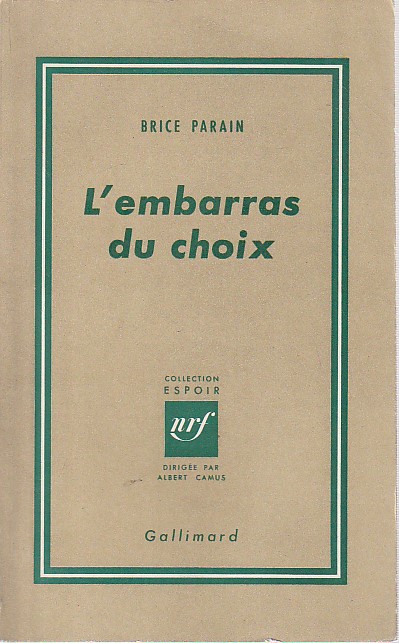 BRICE PARAIN
L'embarras
du choix
COLLECTION
ESPOIR
nrf
DIRIGÉE PAR
ALBERT CAMUS
Gallimard